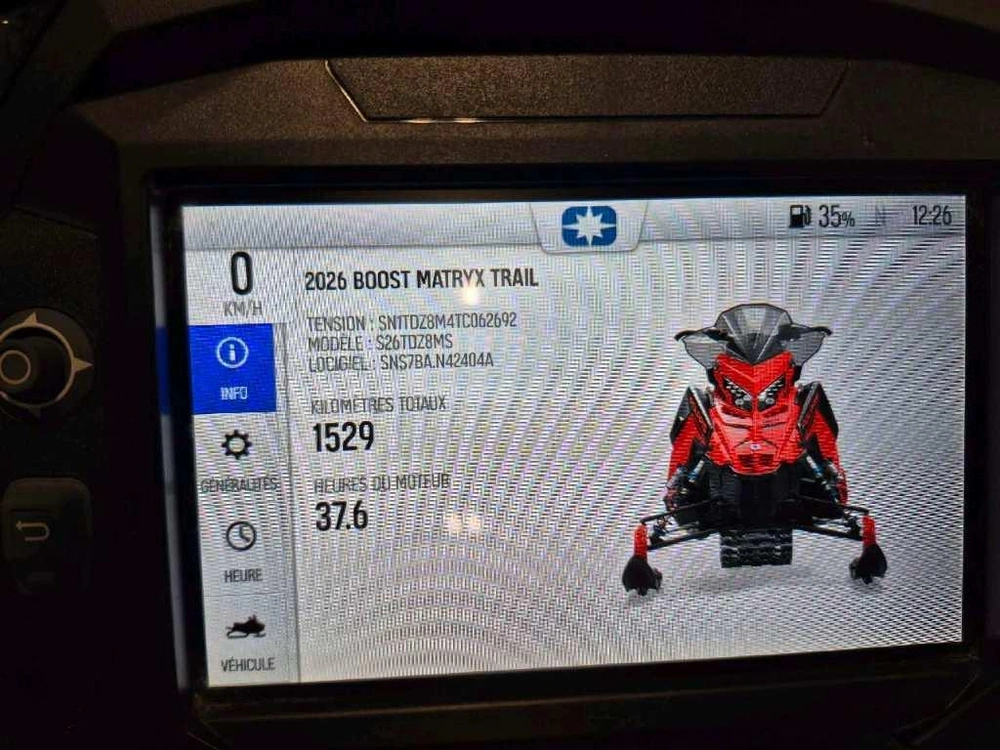 35%
12:26
0
KM/H
2026 BOOST MATRYX TRAIL
TENSION : SN1TDZ8M4TC062692
MODÈLE : S26TDZ8MS
LOGICIEL : SNS7BA.N42404A
INFO
KILOMÈTRES TOTAUX
1529
GÉNÉRALITÉS
HEURES DU MOTEUR
37.6
HEURE
VÉHICULE